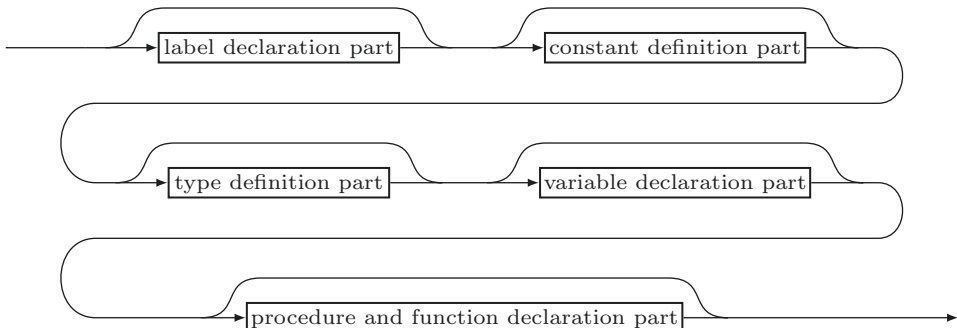 label declaration part
constant definition part
type definition part
variable declaration part
procedure and function declaration part